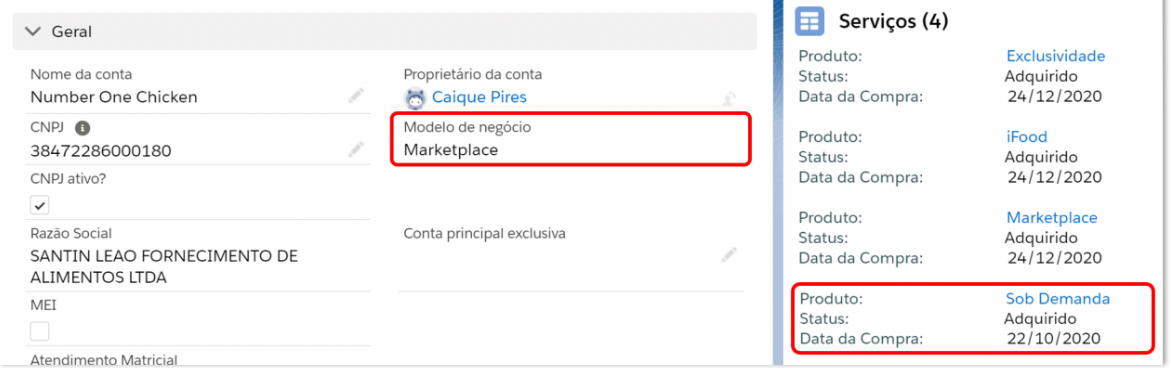 Geral
Nome da conta
Number One Chicken
CNPJ
38472286000180
CNPJ ativo?
Razão Social
SANTIN LEAO FORNECIMENTO DE
ALIMENTOS LTDA
MEI
Atendimento Matricial
Proprietário da conta
Caique Pires
Modelo de negócio
Marketplace
Conta principal exclusiva
Serviços (4)
Produto: Exclusividade
Status: Adquirido
Data da Compra: 24/12/2020
Produto: iFood
Status: Adquirido
Data da Compra: 24/12/2020
Produto: Marketplace
Status: Adquirido
Data da Compra: 24/12/2020
Produto: Sob Demanda
Status: Adquirido
Data da Compra: 22/10/2020